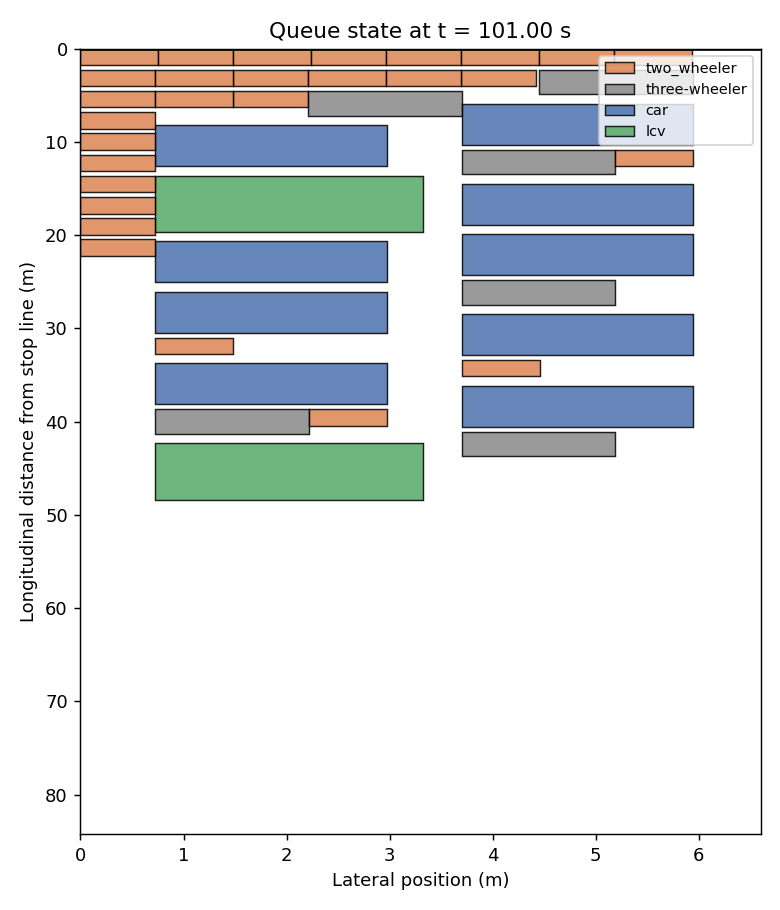 Queue state at t = 101.00 s
two_wheeler
three-wheeler
car
lcv
0
10
20
30
40
50
60
70
80
Longitudinal distance from stop line (m)
0 1 2 3 4 5 6
Lateral position (m)